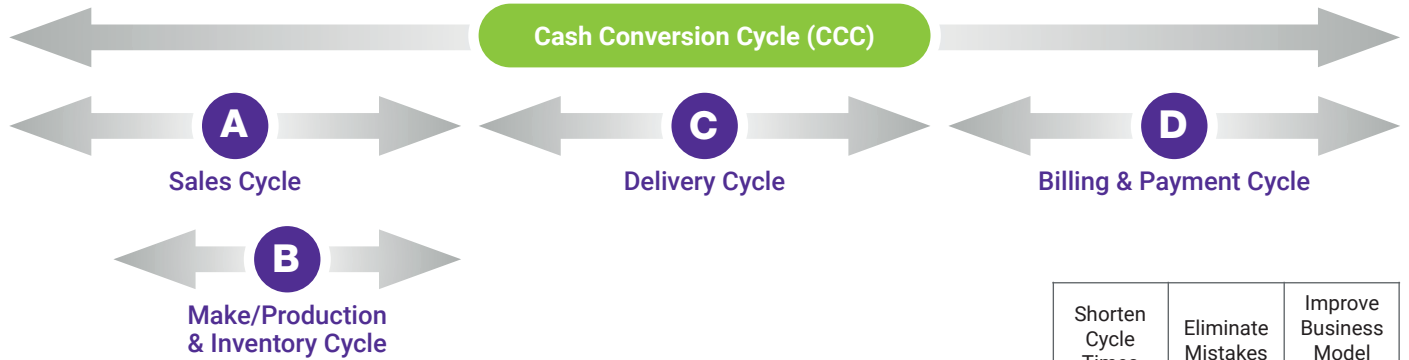 Cash Conversion Cycle (CCC)
A
C
D
Sales Cycle
Delivery Cycle
Billing & Payment Cycle
B
Make/Production
& Inventory Cycle
Shorten
Cycle
Eliminate
Mistakes
Improve
Business
Model